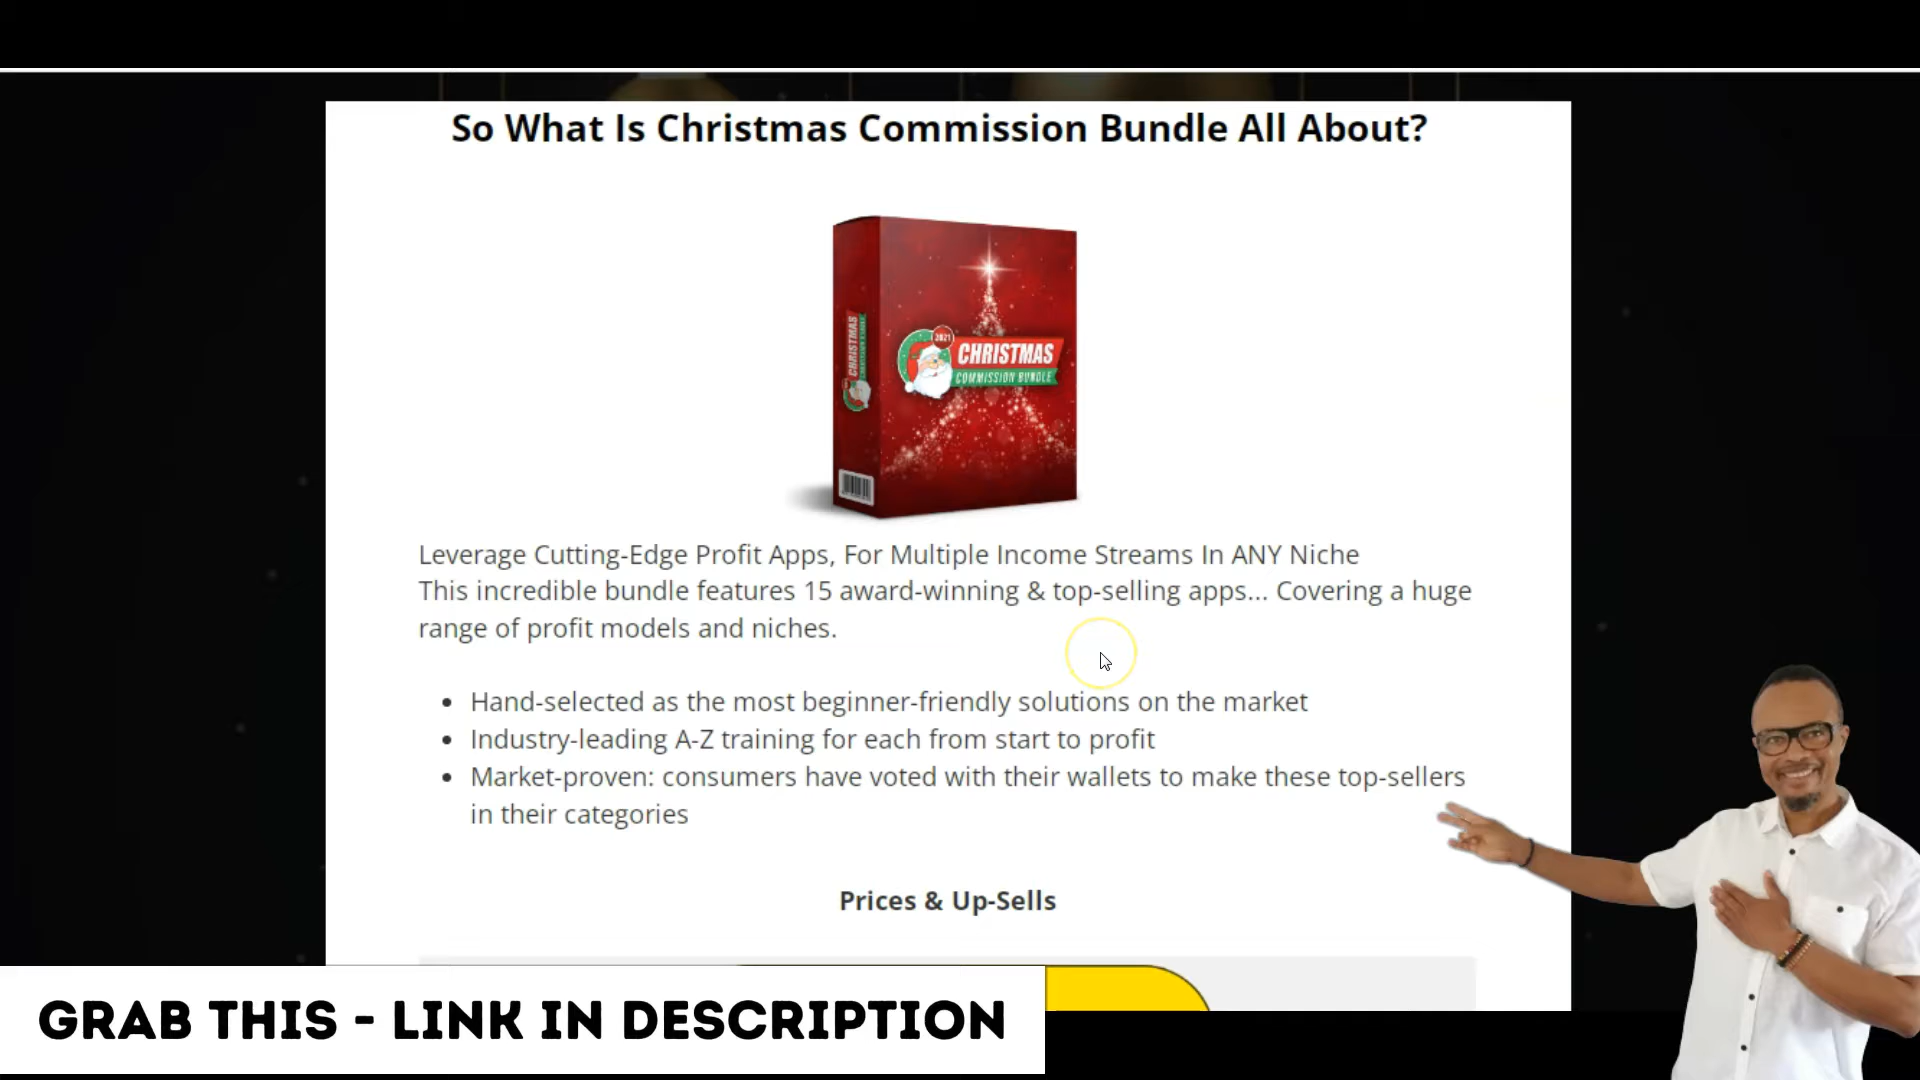 So What Is Christmas Commission Bundle All About?
2021
CHRISTMAS
COMMISSION BUNDLE
CHRISTMAS
Leverage Cutting-Edge Profit Apps, For Multiple Income Streams In ANY Niche
This incredible bundle features 15 award-winning & top-selling apps... Covering a huge
range of profit models and niches.
• Hand-selected as the most beginner-friendly solutions on the market
• Industry-leading A-Z training for each from start to profit
• Market-proven: consumers have voted with their wallets to make these top-sellers
in their categories
Prices & Up-Sells
GRAB THIS - LINK IN DESCRIPTION